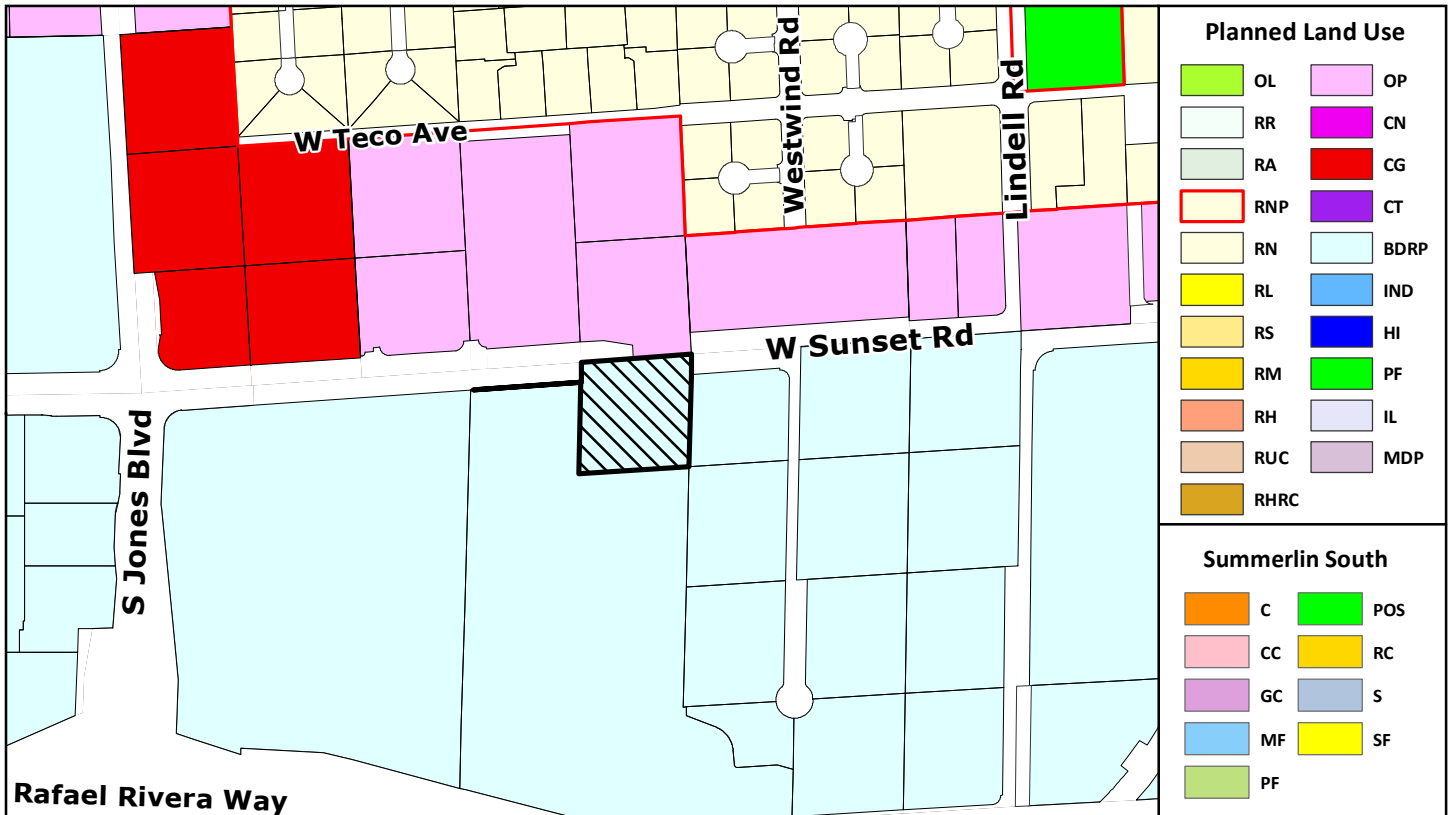 Westwind Rd
Lindell Rd
W Teco Ave
W Sunset Rd
S Jones Blvd
Rafael Rivera Way
Planned Land Use
OL OP
RR CN
RA CG
RNP CT
RN BDRP
RL IND
RS HI
RM PF
RH IL
RUC MDP
RHRC
Summerlin South
C POS
CC RC
GC S
MF SF
PF